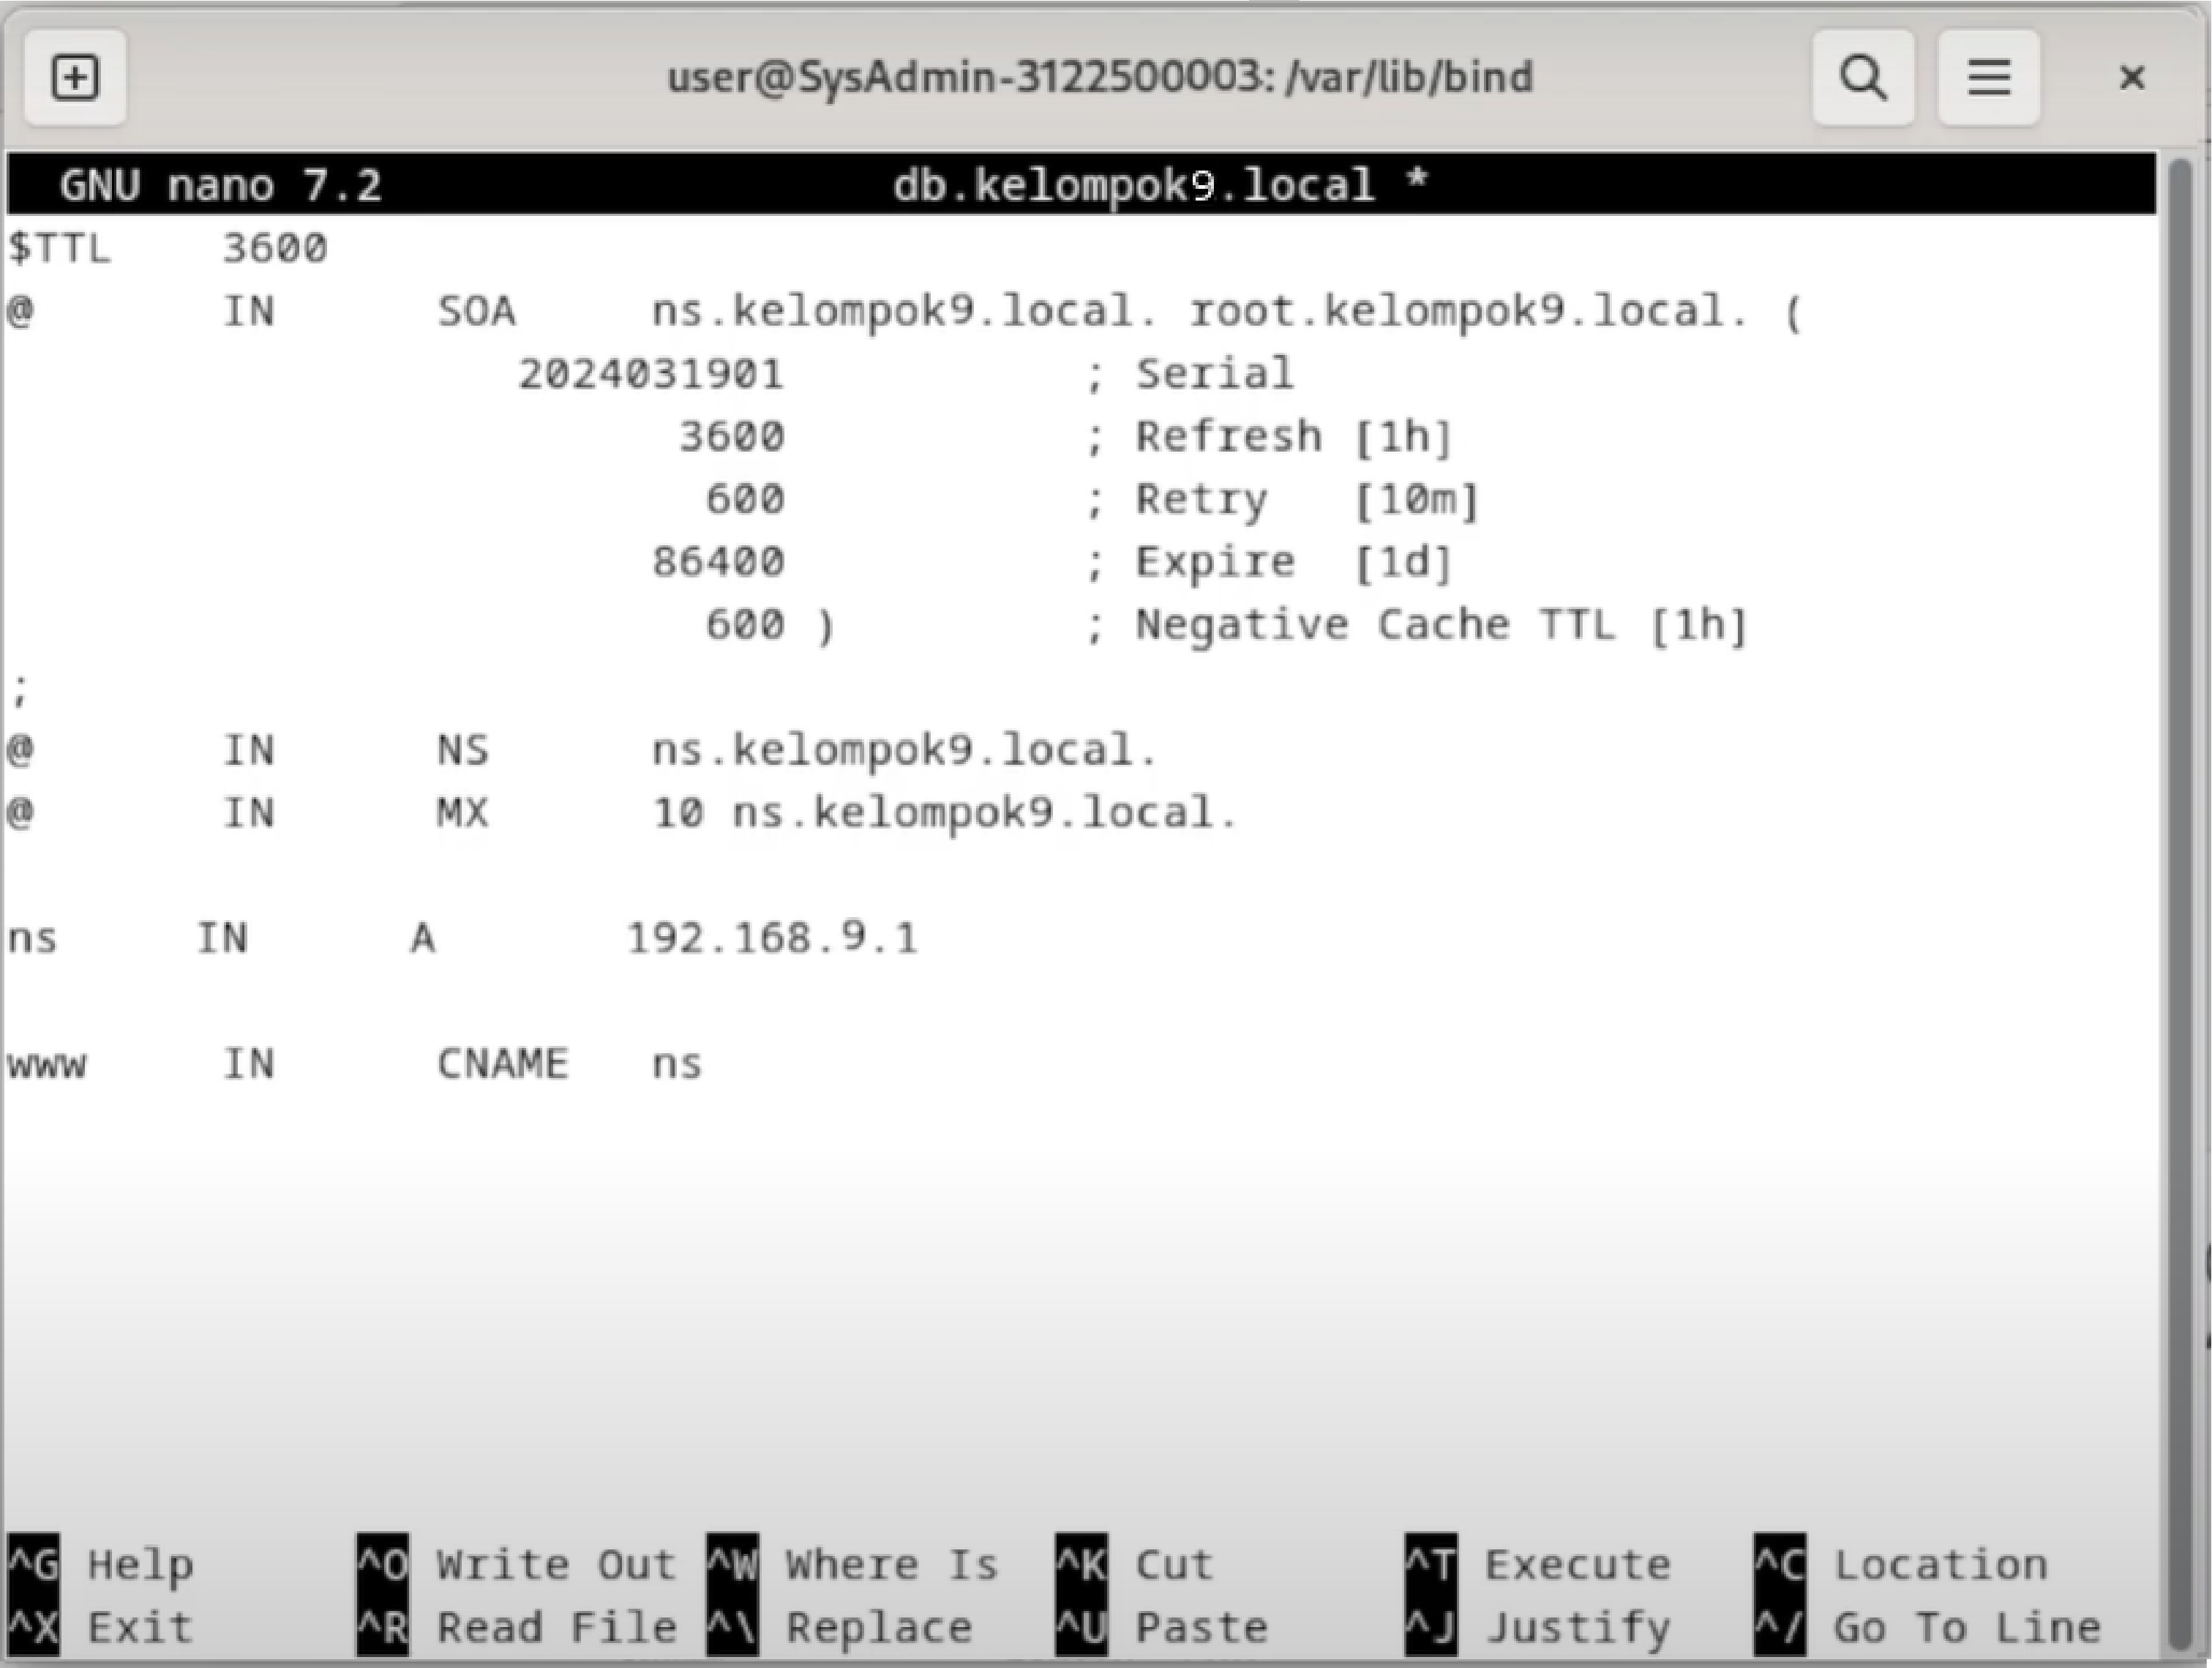 user@SysAdmin-3122500003: /var/lib/bind
GNU nano 7.2 db.kelompok9.local *
$TTL 3600
@ IN SOA ns.kelompok9.local. root.kelompok9.local. (
2024031901 ; Serial
3600 ; Refresh [1h]
600 ; Retry [10m]
86400 ; Expire [1d]
600 ) ; Negative Cache TTL [1h]
;
@ IN NS ns.kelompok9.local.
@ IN MX 10 ns.kelompok9.local.
ns IN A 192.168.9.1
www IN CNAME ns
^G Help ^O Write Out ^W Where Is ^K Cut ^T Execute ^C Location
^X Exit ^R Read File ^\ Replace ^U Paste ^J Justify ^/ Go To Line